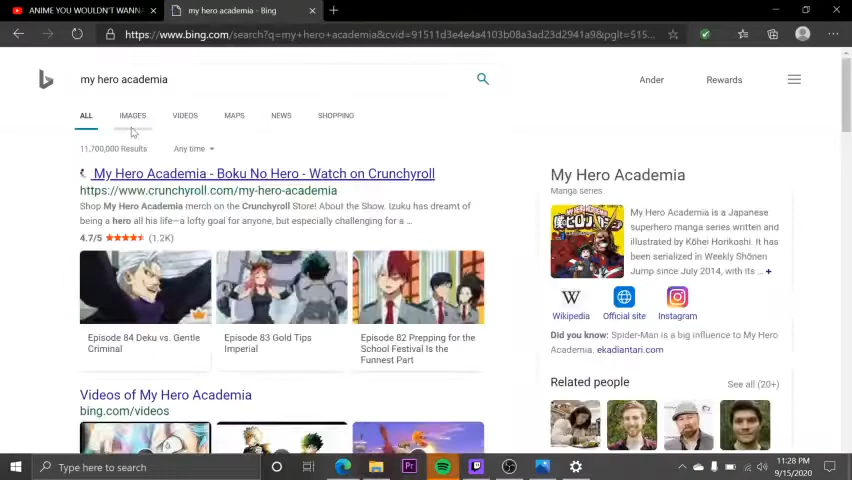 ANIME YOU WOULDN'T WANNA
my hero academia - Bing
https://www.bing.com/search?q=my+hero+academia&cvid=91511d3e4e4a4103b08a3ad23d2941a9&pglt=515...
my hero academia
Ander
Rewards
ALL
IMAGES
VIDEOS
MAPS
NEWS
SHOPPING
11,700,000 Results
Any time
My Hero Academia - Boku No Hero - Watch on Crunchyroll
https://www.crunchyroll.com/my-hero-academia
Shop My Hero Academia merch on the Crunchyroll Store! About the Show. Izuku has dreamt of
being a hero all his life—a lofty goal for anyone, but especially challenging for a ...
4.7/5
(1.2K)
Episode 84 Deku vs. Gentle
Criminal
Episode 83 Gold Tips
Imperial
Episode 82 Prepping for the
School Festival Is the
Funnest Part
Videos of My Hero Academia
bing.com/videos
My Hero Academia
Manga series
僕のヒーロー
My Hero Academia is a Japanese
superhero manga series written and
illustrated by Kōhei Horikoshi. It has
been serialized in Weekly Shōnen
Jump since July 2014, with its ... +
W
Wikipedia
Official site
Instagram
Did you know: Spider-Man is a big influence to My Hero
Academia. ekadiantari.com
Related people
See all (20+)
Type here to search
Pr
11:28 PM
9/15/2020